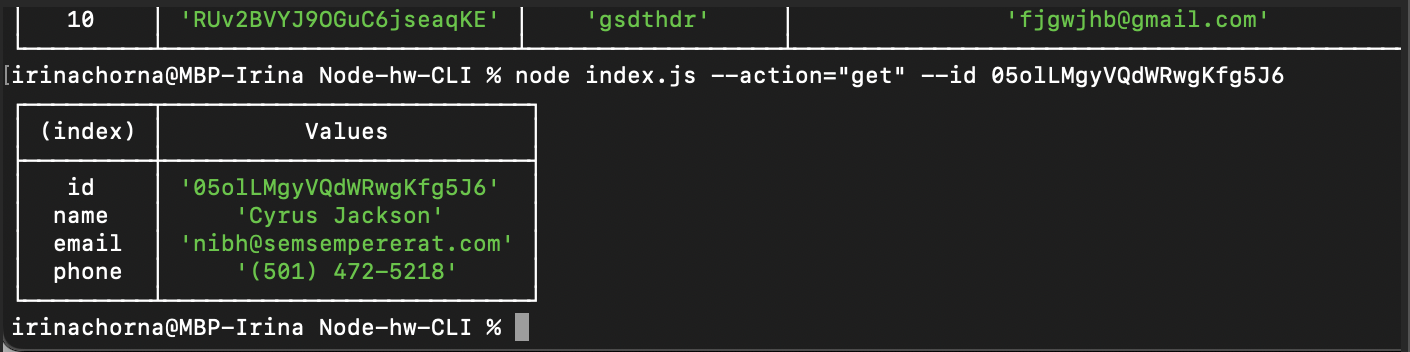 10 'RUv2BVYJ9OGuC6jseaqKE' 'gsdthdr' 'fjgwjhb@gmail.com'
[irinachorna@MBP-Irina Node-hw-CLI % node index.js --action="get" --id 05olLMgyVQdWRwgKfg5J6
(index) Values
id '05olLMgyVQdWRwgKfg5J6'
name 'Cyrus Jackson'
email 'nibh@semsempererat.com'
phone '(501) 472-5218'
irinachorna@MBP-Irina Node-hw-CLI %